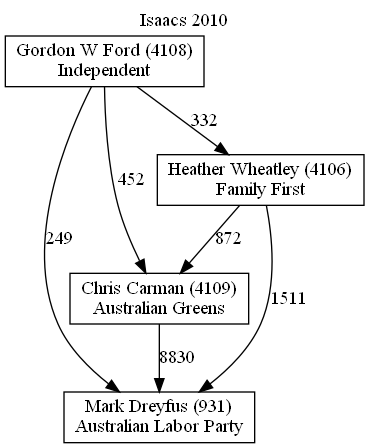 Isaacs 2010
Gordon W Ford (4108)
Independent
332
Heather Wheatley (4106)
Family First
452
249
872
1511
Chris Carman (4109)
Australian Greens
8830
Mark Dreyfus (931)
Australian Labor Party